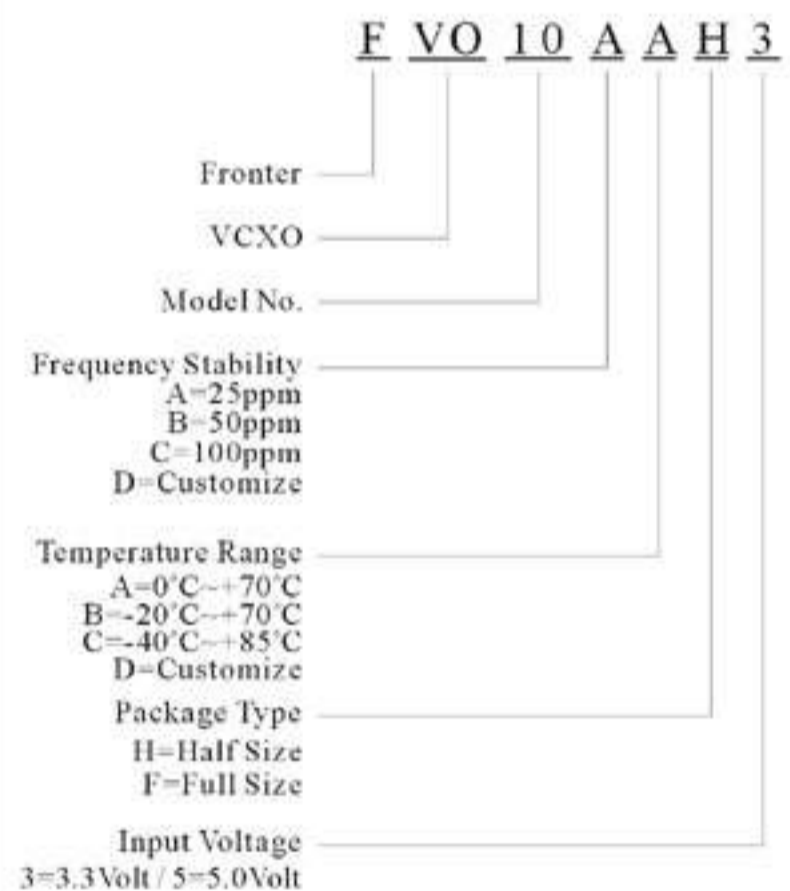 F VO 10 A A H 3
Fronter
VCXO
Model No.
Frequency Stability
A=25ppm
B=50ppm
C=100ppm
D=Customize
Temperature Range
A=0°C~+70°C
B=-20°C~+70°C
C=-40°C~+85°C
D=Customize
Package Type
H=Half Size
F=Full Size
Input Voltage
3=3.3Volt / 5=5.0Volt